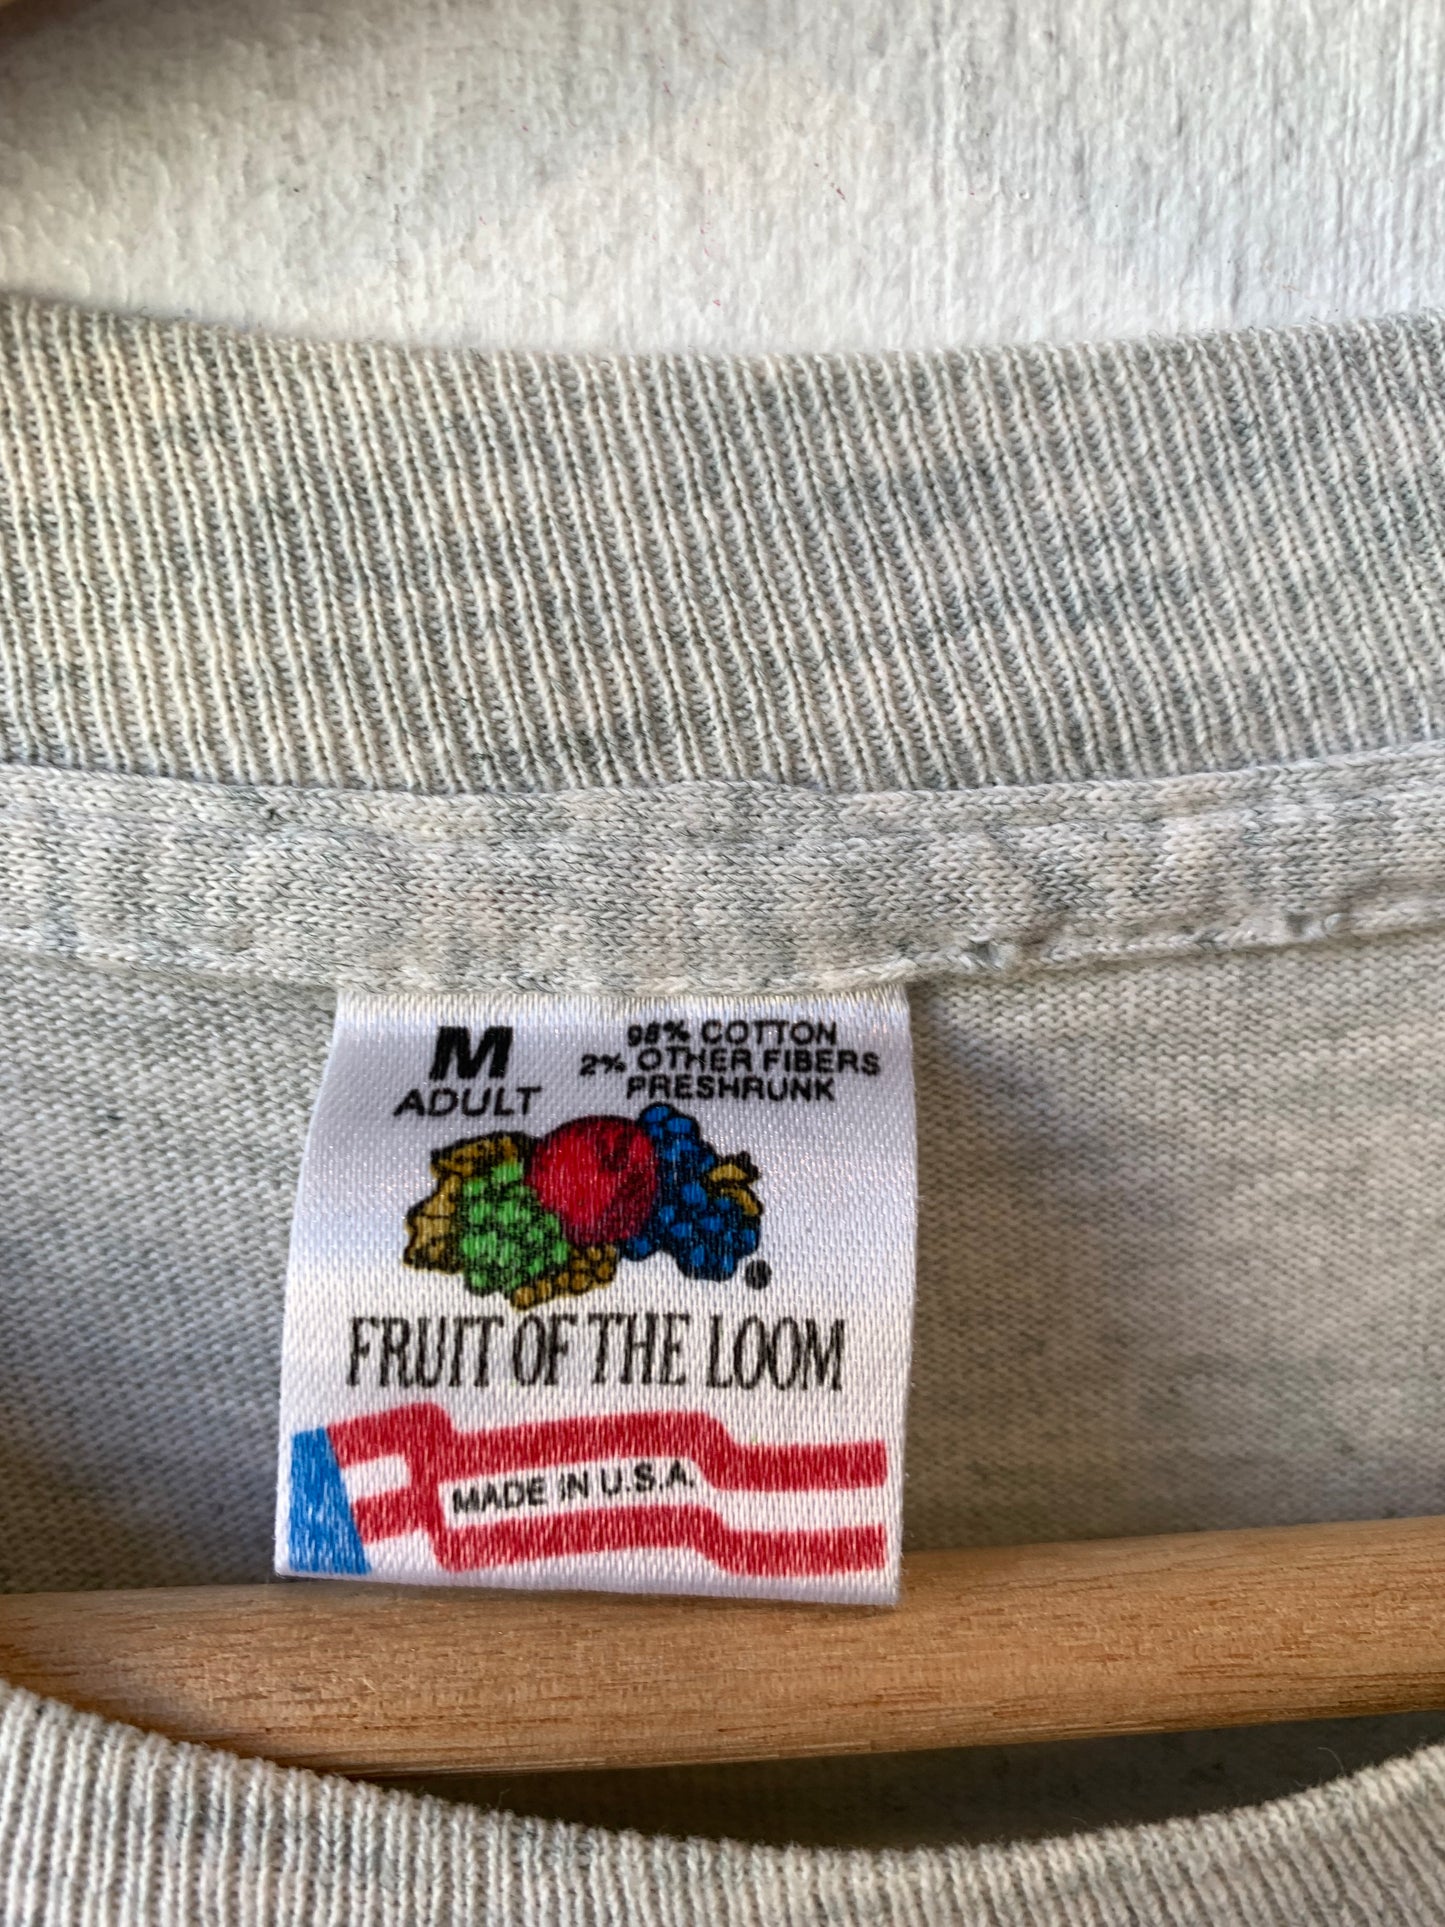 M
ADULT
98% COTTON
2% OTHER FIBERS
PRESHRUNK
FRUIT OF THE LOOM
MADE IN U.S.A.